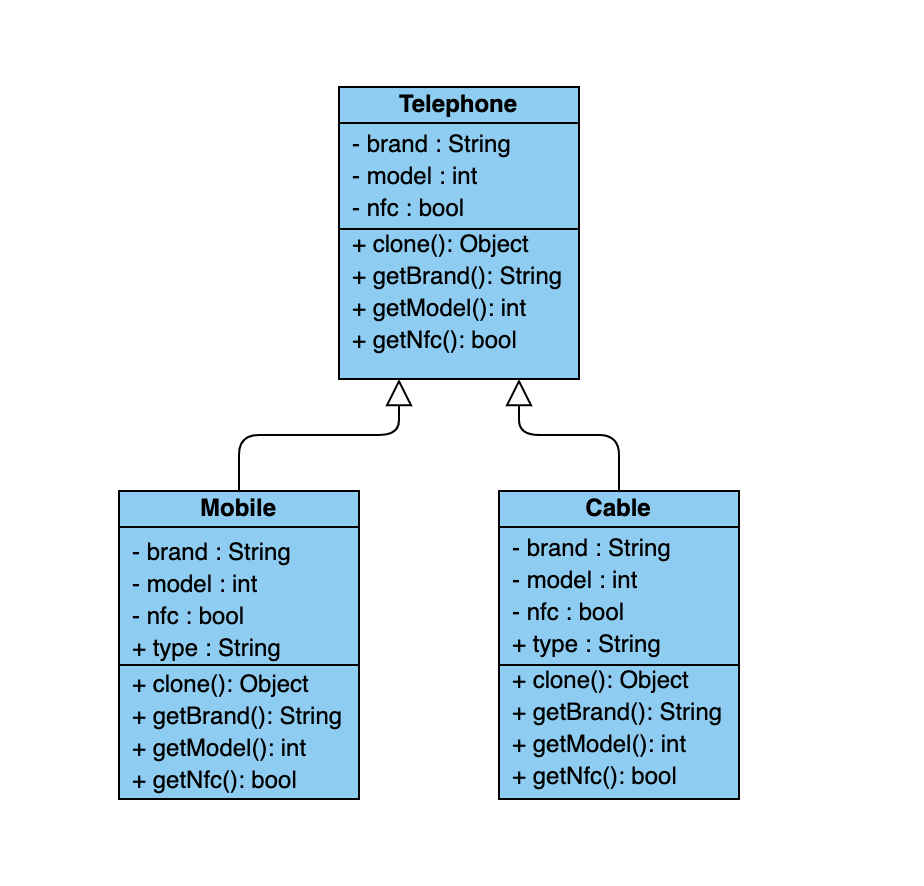 Telephone
- brand : String
- model : int
- nfc : bool
+ clone(): Object
+ getBrand(): String
+ getModel(): int
+ getNfc(): bool
Mobile
- brand : String
- model : int
- nfc : bool
+ type : String
+ clone(): Object
+ getBrand(): String
+ getModel(): int
+ getNfc(): bool
Cable
- brand : String
- model : int
- nfc : bool
+ type : String
+ clone(): Object
+ getBrand(): String
+ getModel(): int
+ getNfc(): bool